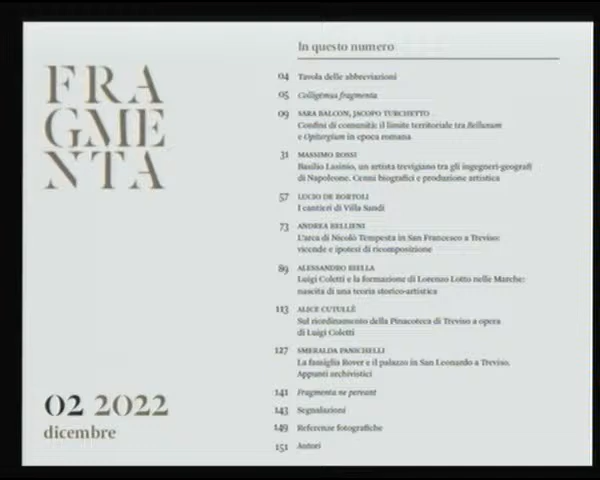 FRA
GME
NTA
02 2022
dicembre
In questo numero
04 Tavola delle abbreviazioni
05 Colligimus fragmenta
09 SARA BALCON, JACOPO TURCHETTO
Confini di comunità: il limite territoriale tra Bellunum
e Opitergium in epoca romana
31 MASSIMO ROSSI
Basilio Lasinio, un artista trevigiano tra gli ingegneri-geografi
di Napoleone. Cenni biografici e produzione artistica
57 LUCIO DE BORTOLI
I cantieri di Villa Sandi
73 ANDREA BELLIENI
L'arca di Nicolò Tempesta in San Francesco a Treviso:
vicende e ipotesi di ricomposizione
89 ALESSANDRO BIELLA
Luigi Coletti e la formazione di Lorenzo Lotto nelle Marche:
nascita di una teoria storico-artistica
113 ALICE CUTULLÈ
Sul riordinamento della Pinacoteca di Treviso a opera
di Luigi Coletti
127 SMERALDA PANICHELLI
La famiglia Rover e il palazzo in San Leonardo a Treviso.
Appunti archivistici
141 Fragmenta ne pereant
143 Segnalazioni
149 Referenze fotografiche
151 Autori